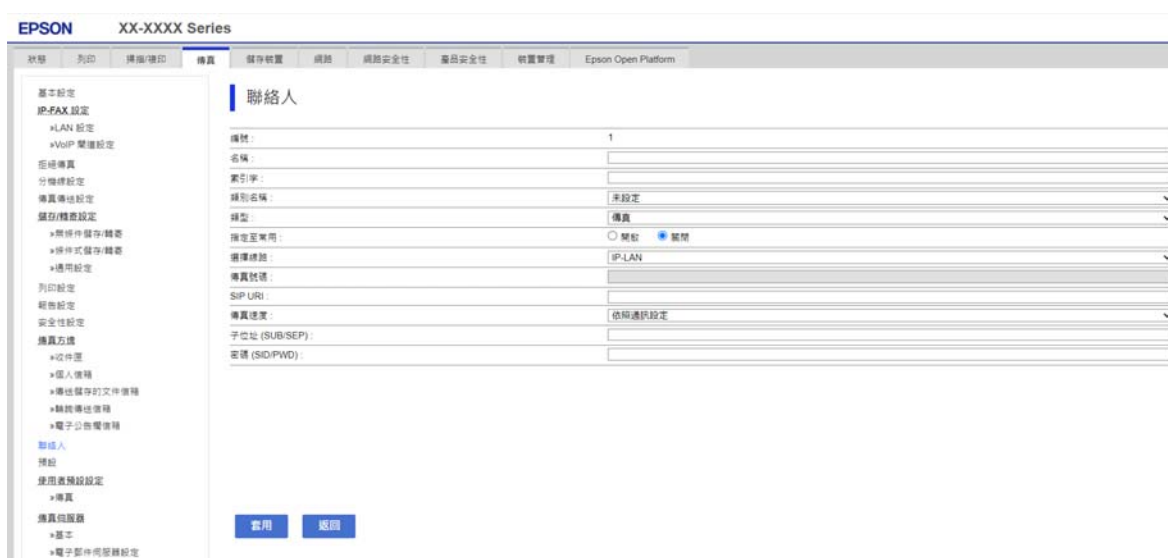 EPSON XX-XXXX Series
狀態 列印 掃描/複印 傳真 儲存裝置 網路 網路安全性 產品安全性 裝置管理 Epson Open Platform
基本設定
IP-FAX 設定
»LAN 設定
»VoIP 閘道設定
拒絕傳真
分機線設定
傳真傳送設定
儲存/轉寄設定
»無條件儲存/轉寄
»條件式儲存/轉寄
»通用設定
列印設定
報告設定
安全性設定
傳真方塊
»收件匣
»個人信箱
»傳送儲存的文件信箱
»輪詢傳送信箱
»電子公告欄信箱
聯絡人
預設
使用者預設設定
»傳真
傳真伺服器
»基本
»電子郵件伺服器設定
聯絡人
編號 : 1
名稱 :
索引字 :
類別名稱 : 未設定
類型 : 傳真
指定至常用 : 開啟 關閉
選擇線路 : IP-LAN
傳真號碼 :
SIP URI :
傳真速度 : 依照通訊設定
子位址 (SUB/SEP) :
密碼 (SID/PWD) :
套用 返回